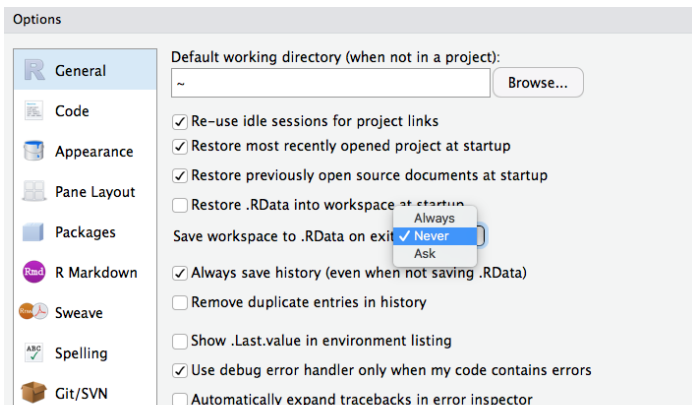 Options
General
Code
Appearance
Pane Layout
Packages
Rmd R Markdown
Sweave
ABC Spelling
Git/SVN
Default working directory (when not in a project):
~
Browse...
Re-use idle sessions for project links
Restore most recently opened project at startup
Restore previously open source documents at startup
Restore .RData into workspace at startup
Save workspace to .RData on exit
Always
Never
Ask
Always save history (even when not saving .RData)
Remove duplicate entries in history
Show .Last.value in environment listing
Use debug error handler only when my code contains errors
Automatically expand tracebacks in error inspector